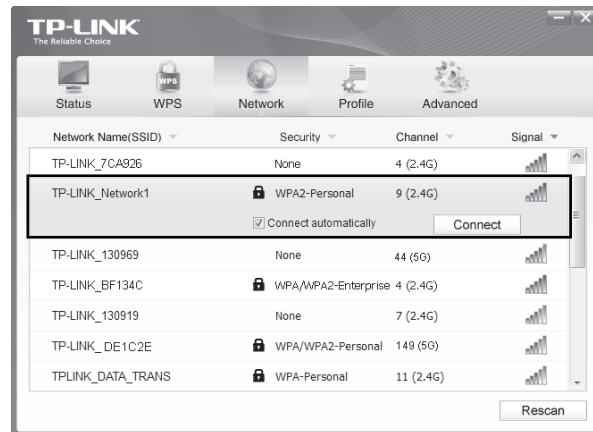 TP-LINK
The Reliable Choice
WPS
Status WPS Network Profile Advanced
Network Name(SSID) Security Channel Signal
TP-LINK_7CA926 None 4 (2.4G)
TP-LINK_Network1 WPA2-Personal 9 (2.4G)
Connect automatically Connect
TP-LINK_130969 None 44 (5G)
TP-LINK_BF134C WPA/WPA2-Enterprise 4 (2.4G)
TP-LINK_130919 None 7 (2.4G)
TP-LINK_ DE1C2E WPA/WPA2-Personal 149 (5G)
TPLINK_DATA_TRANS WPA-Personal 11 (2.4G)
Rescan